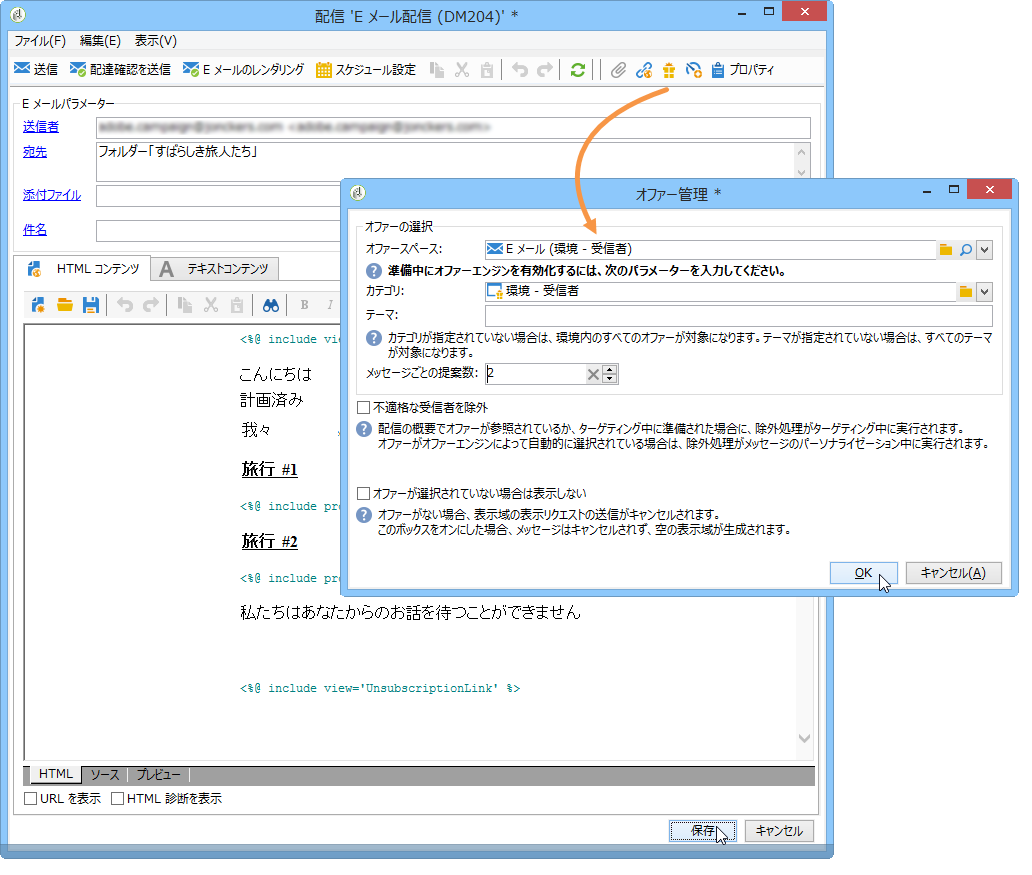 配信 'E メール配信 (DM204)' *
ファイル(F) 編集(E) 表示(V)
送信 配達確認を送信 E メールのレンダリング スケジュール設定 プロパティ
E メールパラメーター
送信者
宛先 フォルダー「すばらしき旅人たち」
添付ファイル
件名
HTML コンテンツ A テキストコンテンツ
B I
<%@ include vie
こんにちは
計画済み
我々
旅行 #1
<%@ include pro
旅行 #2
<%@ include pro
私たちはあなたからのお話を待つことができません
<%@ include view='UnsubscriptionLink' %>
HTML ソース プレビュー
URL を表示 HTML 診断を表示
保存 キャンセル
オファー管理 *
オファーの選択
オファースペース: E メール (環境 - 受信者)
準備中にオファーエンジンを有効化するには、次のパラメーターを入力してください。
カテゴリ: 環境 - 受信者
テーマ:
カテゴリが指定されていない場合は、環境内のすべてのオファーが対象になります。テーマが指定されていない場合は、すべてのテーマ
が対象になります。
メッセージごとの提案数: 2
不適格な受信者を除外
配信の概要でオファーが参照されているか、ターゲティング中に準備された場合に、除外処理がターゲティング中に実行されます。
オファーがオファーエンジンによって自動的に選択されている場合は、除外処理がメッセージのパーソナライゼーション中に実行されます。
オファーが選択されていない場合は表示しない
オファーがない場合、表示域の表示リクエストの送信がキャンセルされます。
このボックスをオンにした場合、メッセージはキャンセルされず、空の表示域が生成されます。
OK キャンセル(A)